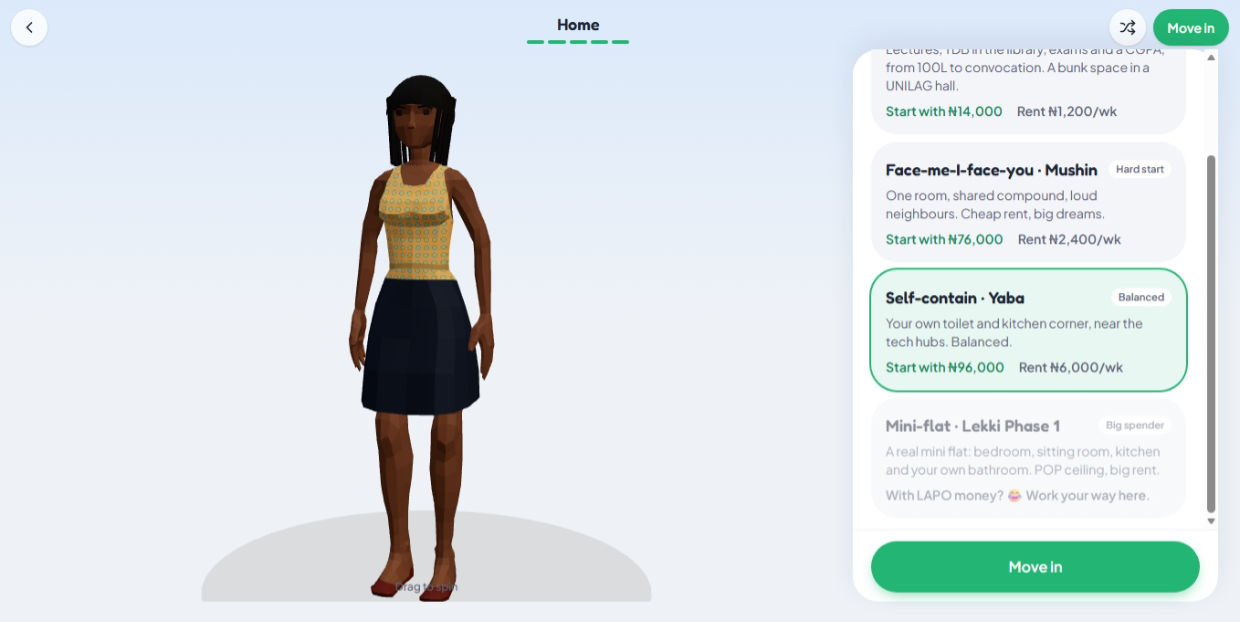 Home
Move in
Lectures, TDB in the library, exams and a CGPA,
from 100L to convocation. A bunk space in a
UNILAG hall.
Start with ₦14,000 Rent ₦1,200/wk
Face-me-I-face-you · Mushin Hard start
One room, shared compound, loud
neighbours. Cheap rent, big dreams.
Start with ₦76,000 Rent ₦2,400/wk
Self-contain · Yaba Balanced
Your own toilet and kitchen corner, near the
tech hubs. Balanced.
Start with ₦96,000 Rent ₦6,000/wk
Mini-flat · Lekki Phase 1 Big spender
A real mini flat: bedroom, sitting room, kitchen
and your own bathroom. POP ceiling, big rent.
With LAPO money? 😂 Work your way here.
Drag to spin
Move in